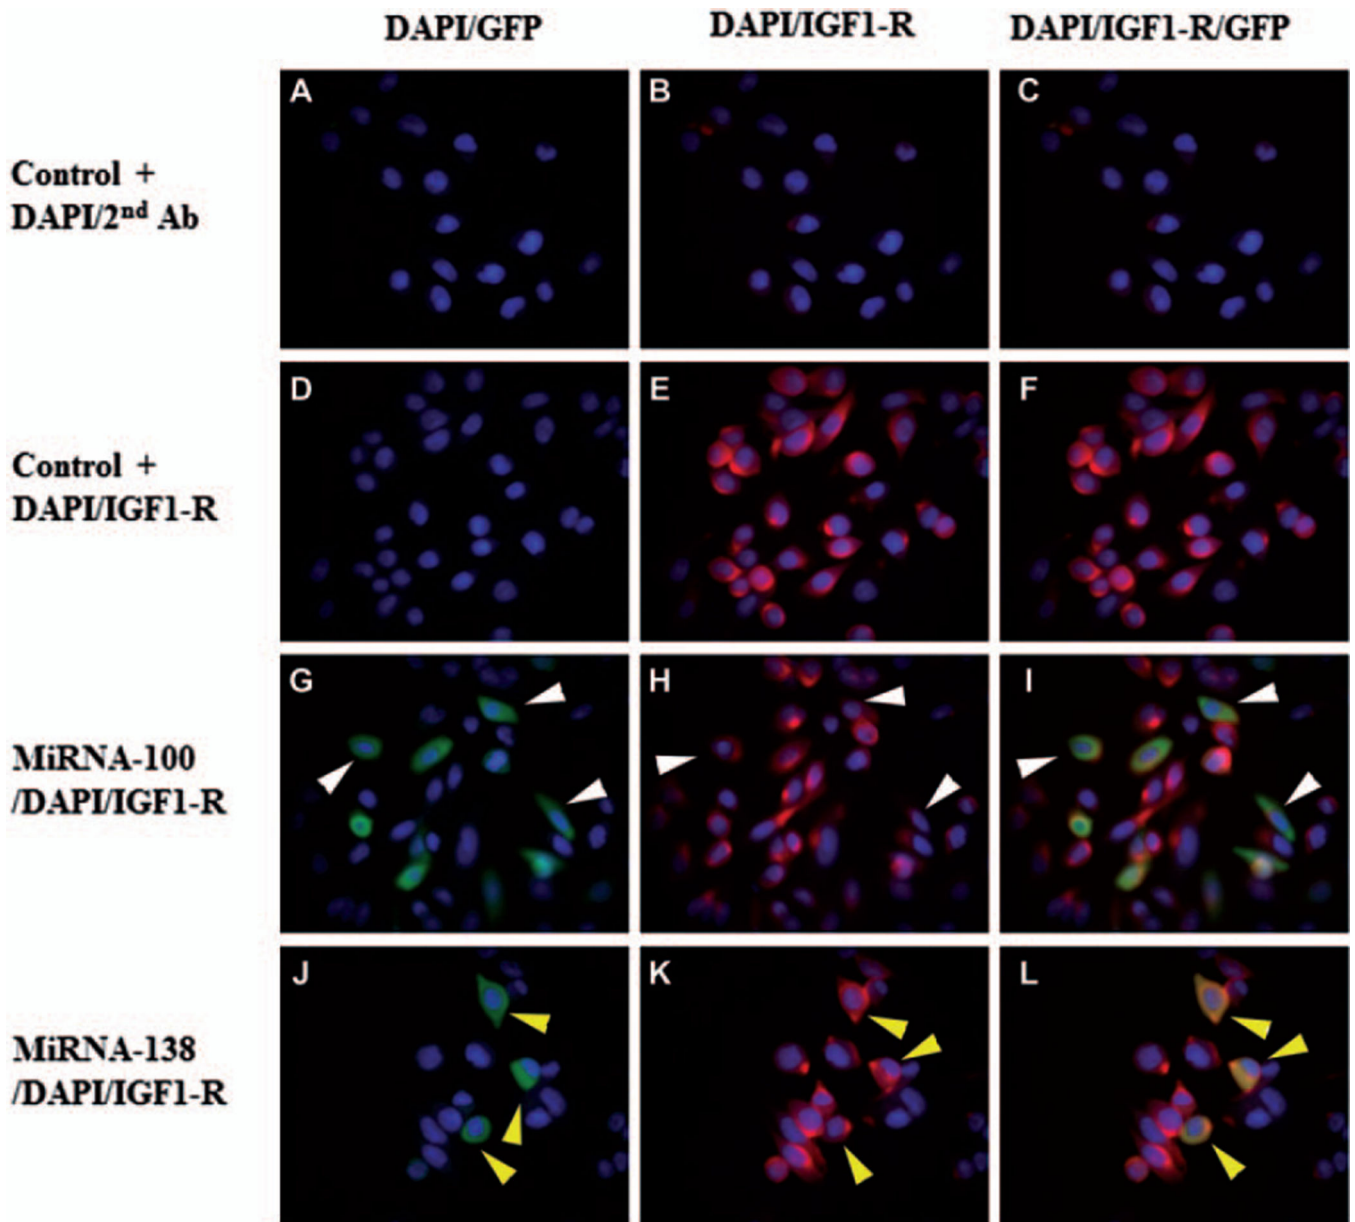 DAPI/GFP DAPI/IGF1-R DAPI/IGF1-R/GFP
Control +
DAPI/2nd Ab
A B C
Control +
DAPI/IGF1-R
D E F
MiRNA-100
/DAPI/IGF1-R
G H I
MiRNA-138
/DAPI/IGF1-R
J K L